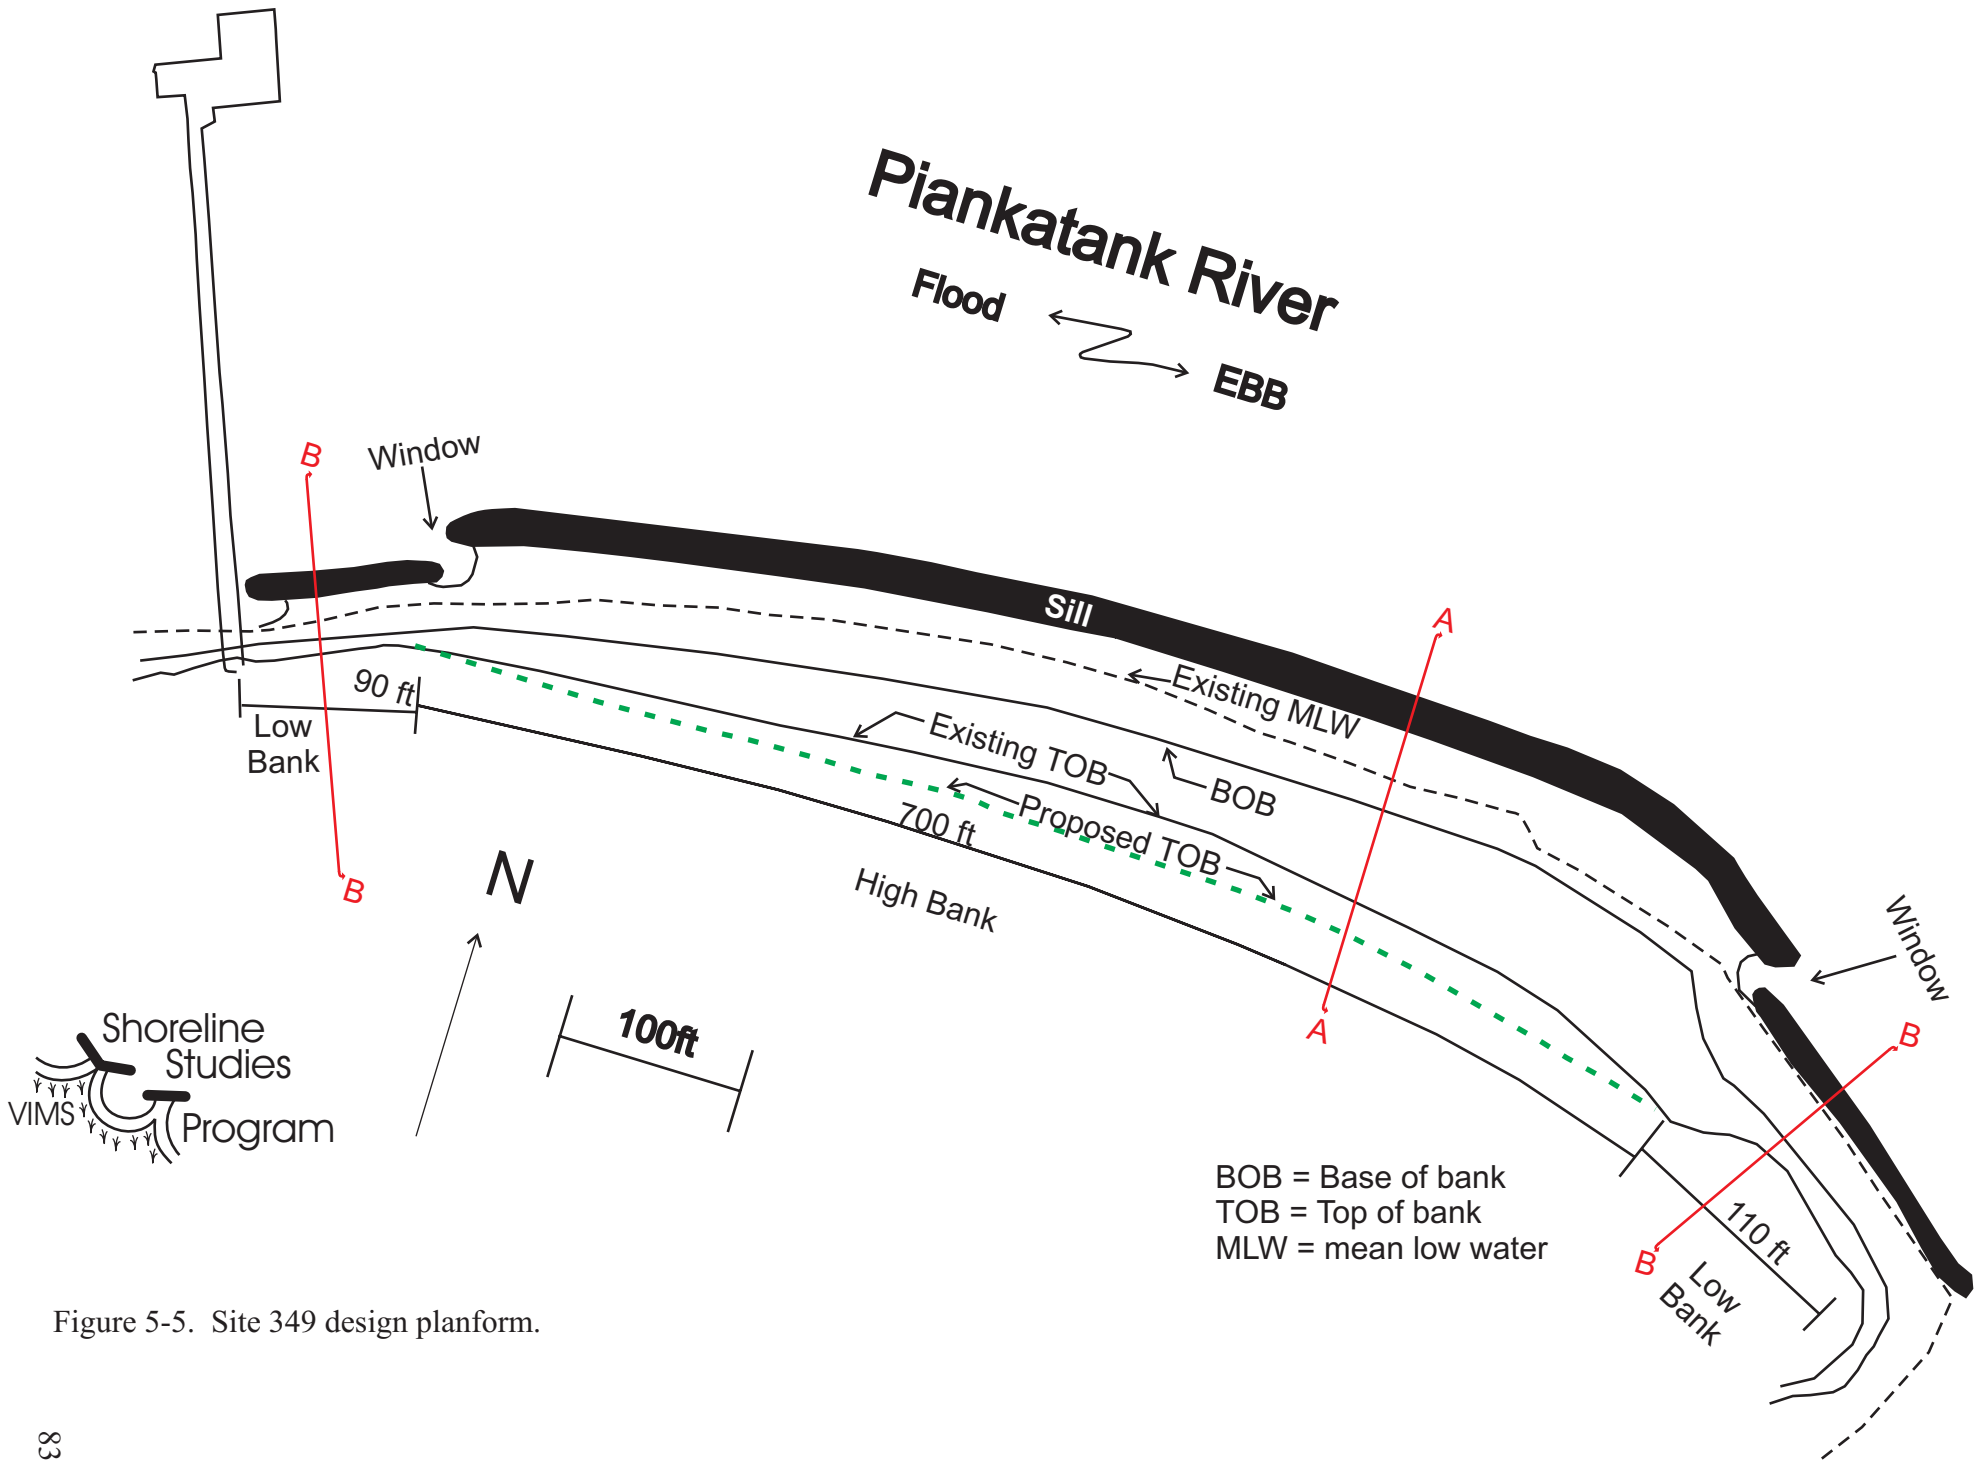 Piankatank River
Flood
EBB
B
Window
Sill
A
Existing MLW
90 ft
Low
Bank
Existing TOB
BOB
Proposed TOB
700 ft
High Bank
B
N
Window
A
B
100ft
Shoreline
Studies
VIMS
Program
BOB = Base of bank
TOB = Top of bank
MLW = mean low water
110 ft
B
Low
Bank
Figure 5-5. Site 349 design planform.
83